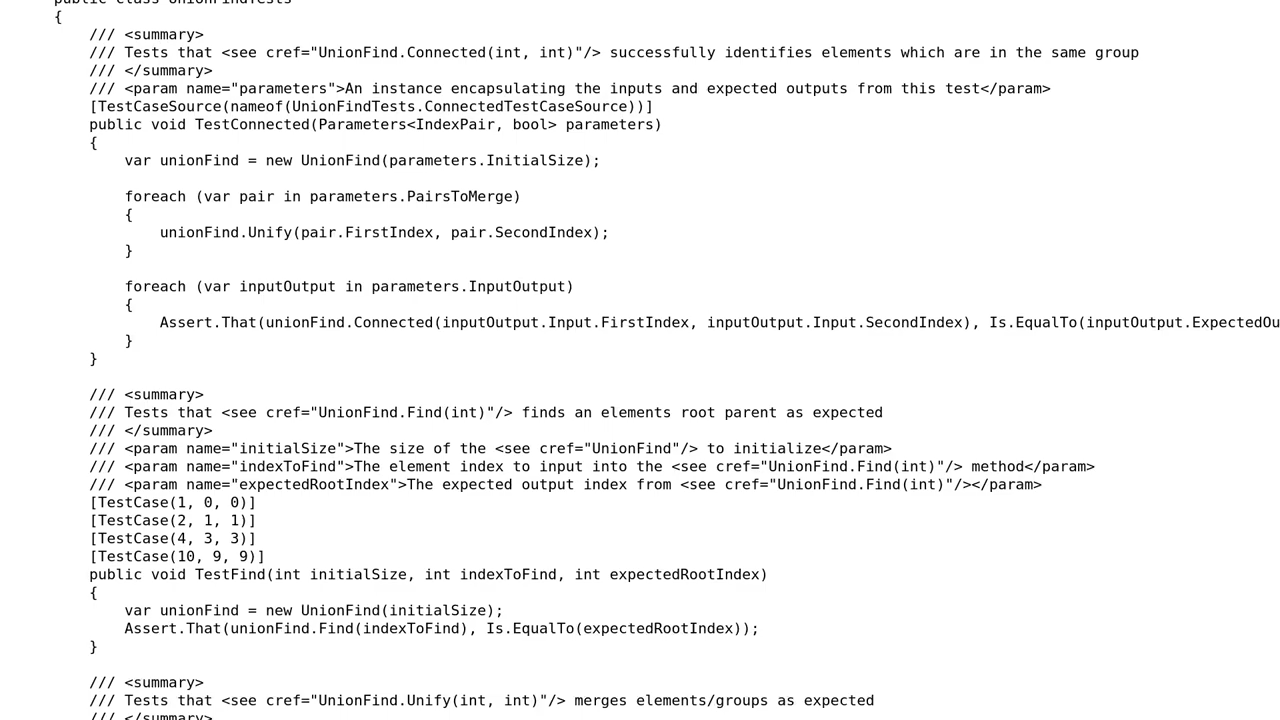 public class UnionFindTests
{
/// <summary>
/// Tests that <see cref="UnionFind.Connected(int, int)"/> successfully identifies elements which are in the same group
/// </summary>
/// <param name="parameters">An instance encapsulating the inputs and expected outputs from this test</param>
[TestCaseSource(nameof(UnionFindTests.ConnectedTestCaseSource))]
public void TestConnected(Parameters<IndexPair, bool> parameters)
{
var unionFind = new UnionFind(parameters.InitialSize);
foreach (var pair in parameters.PairsToMerge)
{
unionFind.Unify(pair.FirstIndex, pair.SecondIndex);
}
foreach (var inputOutput in parameters.InputOutput)
{
Assert.That(unionFind.Connected(inputOutput.Input.FirstIndex, inputOutput.Input.SecondIndex), Is.EqualTo(inputOutput.ExpectedOu
}
}
/// <summary>
/// Tests that <see cref="UnionFind.Find(int)"/> finds an elements root parent as expected
/// </summary>
/// <param name="initialSize">The size of the <see cref="UnionFind"/> to initialize</param>
/// <param name="indexToFind">The element index to input into the <see cref="UnionFind.Find(int)"/> method</param>
/// <param name="expectedRootIndex">The expected output index from <see cref="UnionFind.Find(int)"/></param>
[TestCase(1, 0, 0)]
[TestCase(2, 1, 1)]
[TestCase(4, 3, 3)]
[TestCase(10, 9, 9)]
public void TestFind(int initialSize, int indexToFind, int expectedRootIndex)
{
var unionFind = new UnionFind(initialSize);
Assert.That(unionFind.Find(indexToFind), Is.EqualTo(expectedRootIndex));
}
/// <summary>
/// Tests that <see cref="UnionFind.Unify(int, int)"/> merges elements/groups as expected
/// </summary>